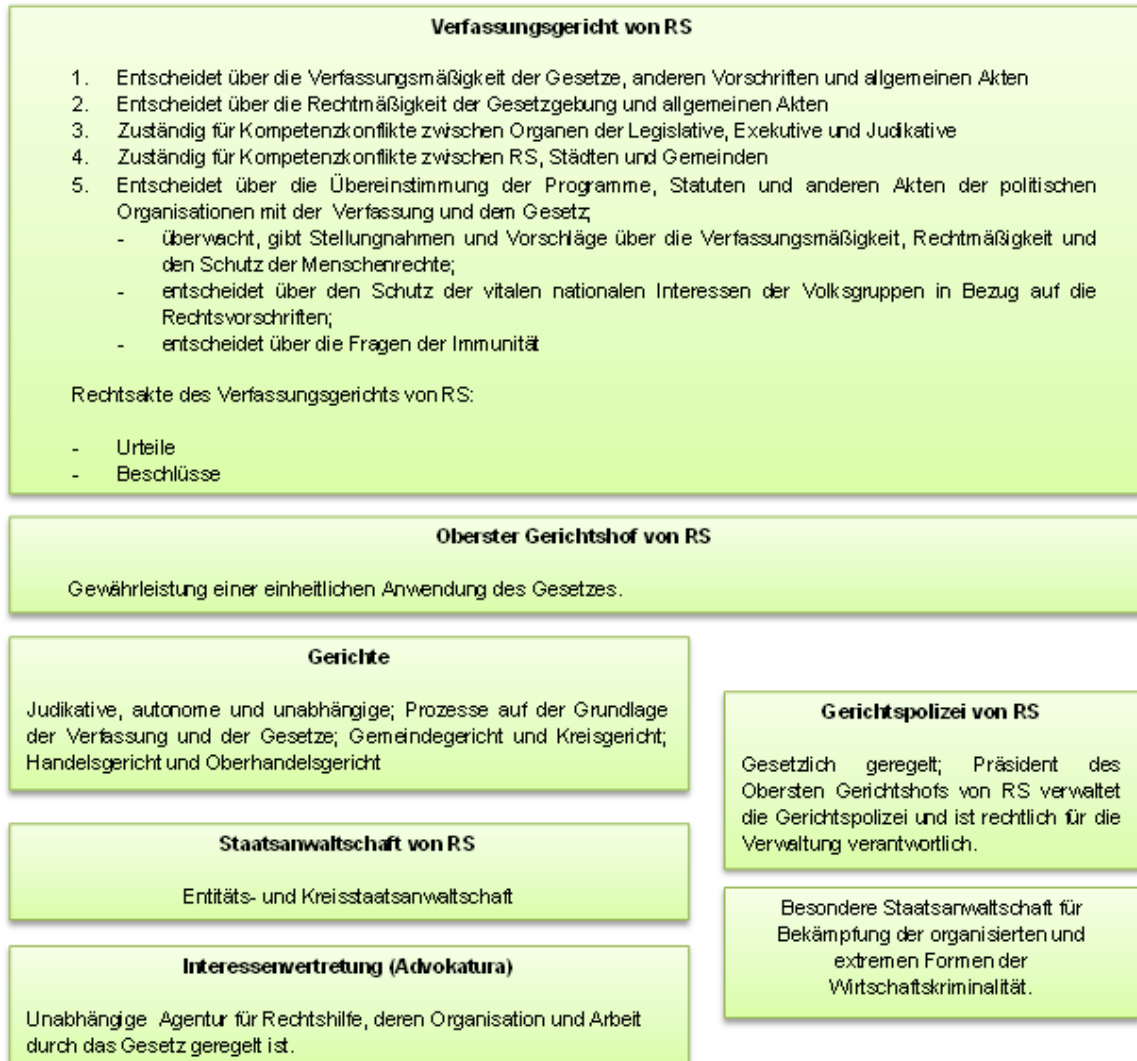 Verfassungsgericht von RS
1. Entscheidet über die Verfassungsmäßigkeit der Gesetze, anderen Vorschriften und allgemeinen Akten
2. Entscheidet über die Rechtmäßigkeit der Gesetzgebung und allgemeinen Akten
3. Zuständig für Kompetenzkonflikte zwischen Organen der Legislative, Exekutive und Judikative
4. Zuständig für Kompetenzkonflikte zwischen RS, Städten und Gemeinden
5. Entscheidet über die Übereinstimmung der Programme, Statuten und anderen Akten der politischen
Organisationen mit der Verfassung und dem Gesetz;
- überwacht, gibt Stellungnahmen und Vorschläge über die Verfassungsmäßigkeit, Rechtmäßigkeit und
den Schutz der Menschenrechte;
- entscheidet über den Schutz der vitalen nationalen Interessen der Volksgruppen in Bezug auf die
Rechtsvorschriften;
- entscheidet über die Fragen der Immunität
Rechtsakte des Verfassungsgerichts von RS:
- Urteile
- Beschlüsse
Oberster Gerichtshof von RS
Gewährleistung einer einheitlichen Anwendung des Gesetzes.
Gerichte
Judikative, autonome und unabhängige; Prozesse auf der Grundlage
der Verfassung und der Gesetze; Gemeindegericht und Kreisgericht;
Handelsgericht und Oberhandelsgericht
Gerichtspolizei von RS
Gesetzlich geregelt; Präsident des
Obersten Gerichtshofs von RS verwaltet
die Gerichtspolizei und ist rechtlich für die
Verwaltung verantwortlich.
Staatsanwaltschaft von RS
Entitäts- und Kreisstaatsanwaltschaft
Besondere Staatsanwaltschaft für
Bekämpfung der organisierten und
extremen Formen der
Wirtschaftskriminalität.
Interessenvertretung (Advokatura)
Unabhängige Agentur für Rechtshilfe, deren Organisation und Arbeit
durch das Gesetz geregelt ist.